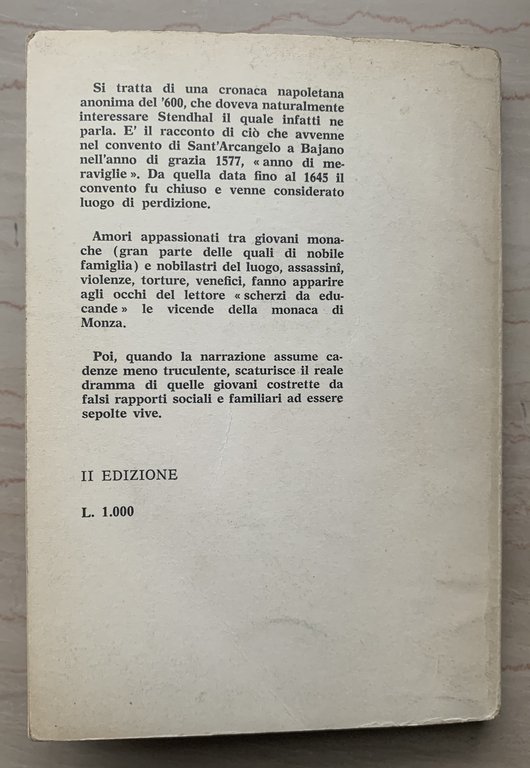 Si tratta di una cronaca napoletana
anonima del '600, che doveva naturalmente
interessare Stendhal il quale infatti ne
parla. E' il racconto di ciò che avvenne
nel convento di Sant'Arcangelo a Bajano
nell'anno di grazia 1577, « anno di me-
raviglie ». Da quella data fino al 1645 il
convento fu chiuso e venne considerato
luogo di perdizione.
Amori appassionati tra giovani mona-
che (gran parte delle quali di nobile
famiglia) e nobilastri del luogo, assassini,
violenze, torture, venefici, fanno apparire
agli occhi del lettore « scherzi da edu-
cande » le vicende della monaca di
Monza.
Poi, quando la narrazione assume ca-
denze meno truculente, scaturisce il reale
dramma di quelle giovani costrette da
falsi rapporti sociali e familiari ad essere
sepolte vive.
II EDIZIONE
L. 1.000